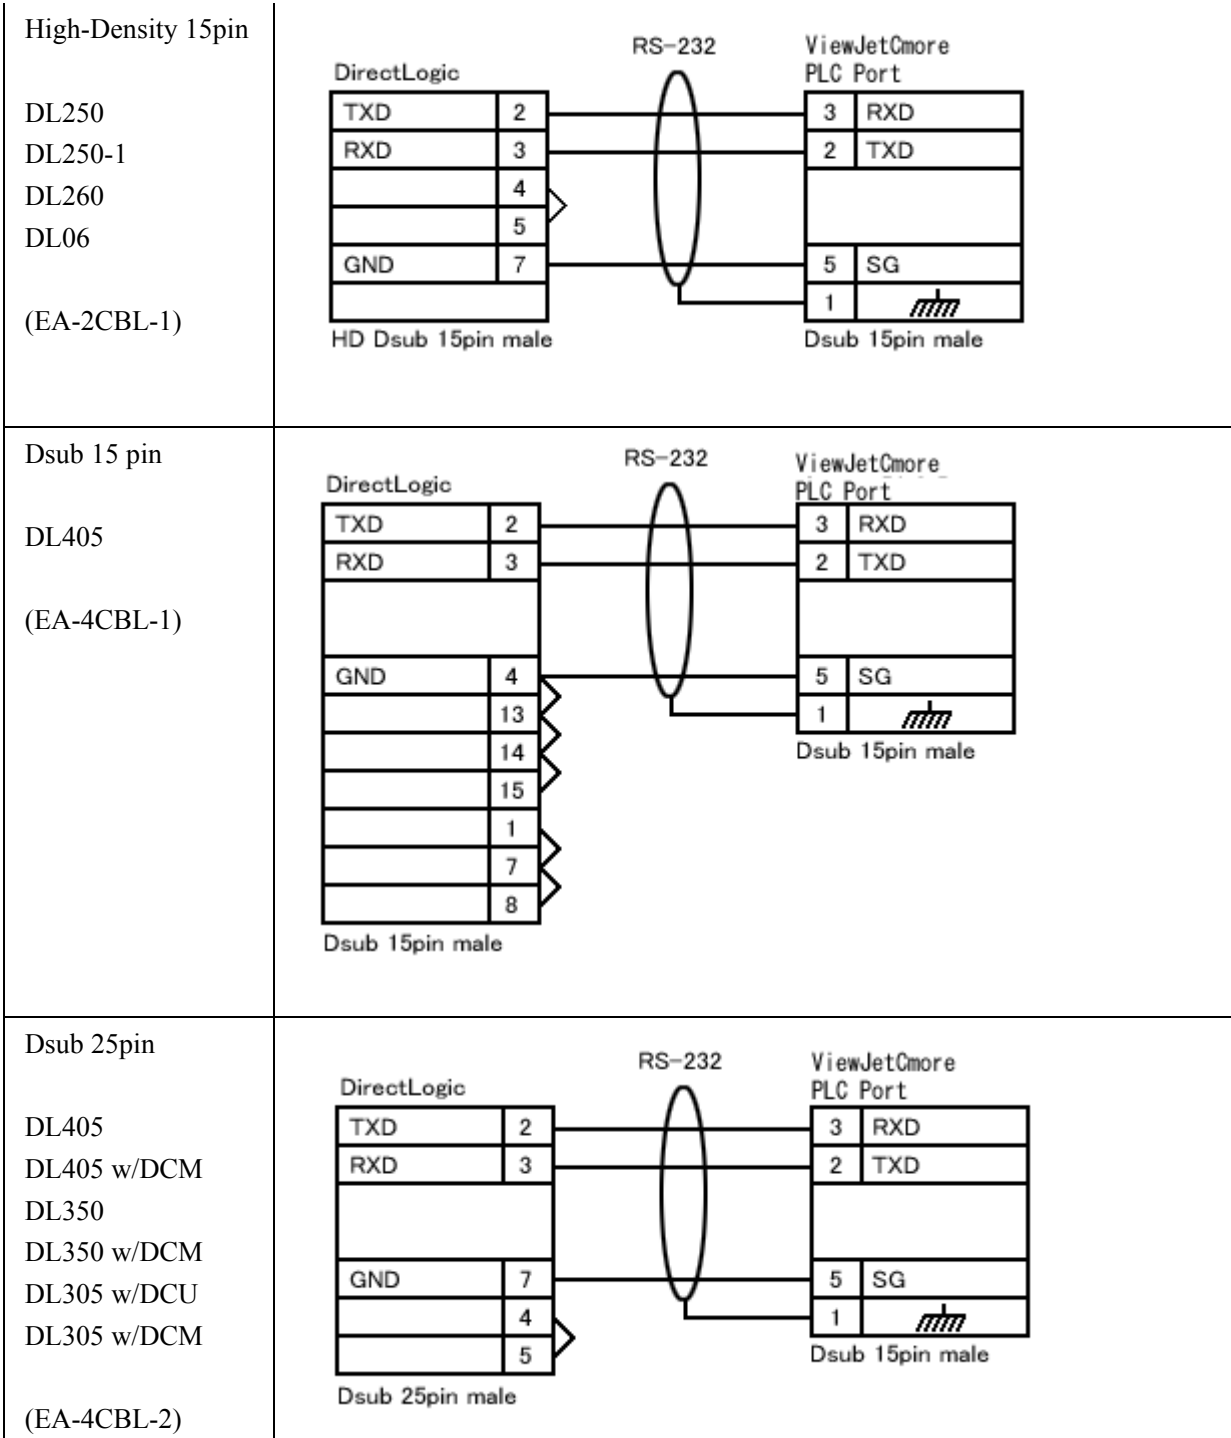 High-Density 15pin
DL250
DL250-1
DL260
DL06
(EA-2CBL-1)
RS-232
ViewJetCmore
PLC Port
DirectLogic
TXD 2 3 RXD
RXD 3 2 TXD
4
5
GND 7 5 SG
1
HD Dsub 15pin male
Dsub 15pin male
Dsub 15 pin
DL405
(EA-4CBL-1)
RS-232
ViewJetCmore
PLC Port
DirectLogic
TXD 2 3 RXD
RXD 3 2 TXD
GND 4 5 SG
13 1
14
15
1
7
8
Dsub 15pin male
Dsub 15pin male
Dsub 25pin
DL405
DL405 w/DCM
DL350
DL350 w/DCM
DL305 w/DCU
DL305 w/DCM
(EA-4CBL-2)
RS-232
ViewJetCmore
PLC Port
DirectLogic
TXD 2 3 RXD
RXD 3 2 TXD
GND 7 5 SG
4 1
5
Dsub 15pin male
Dsub 25pin male